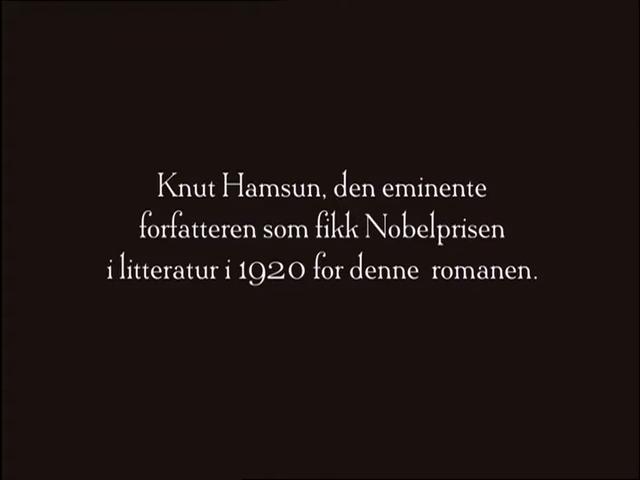 Knut Hamsun, den eminente
forfatteren som fikk Nobelprisen
i litteratur i 1920 for denne romanen.